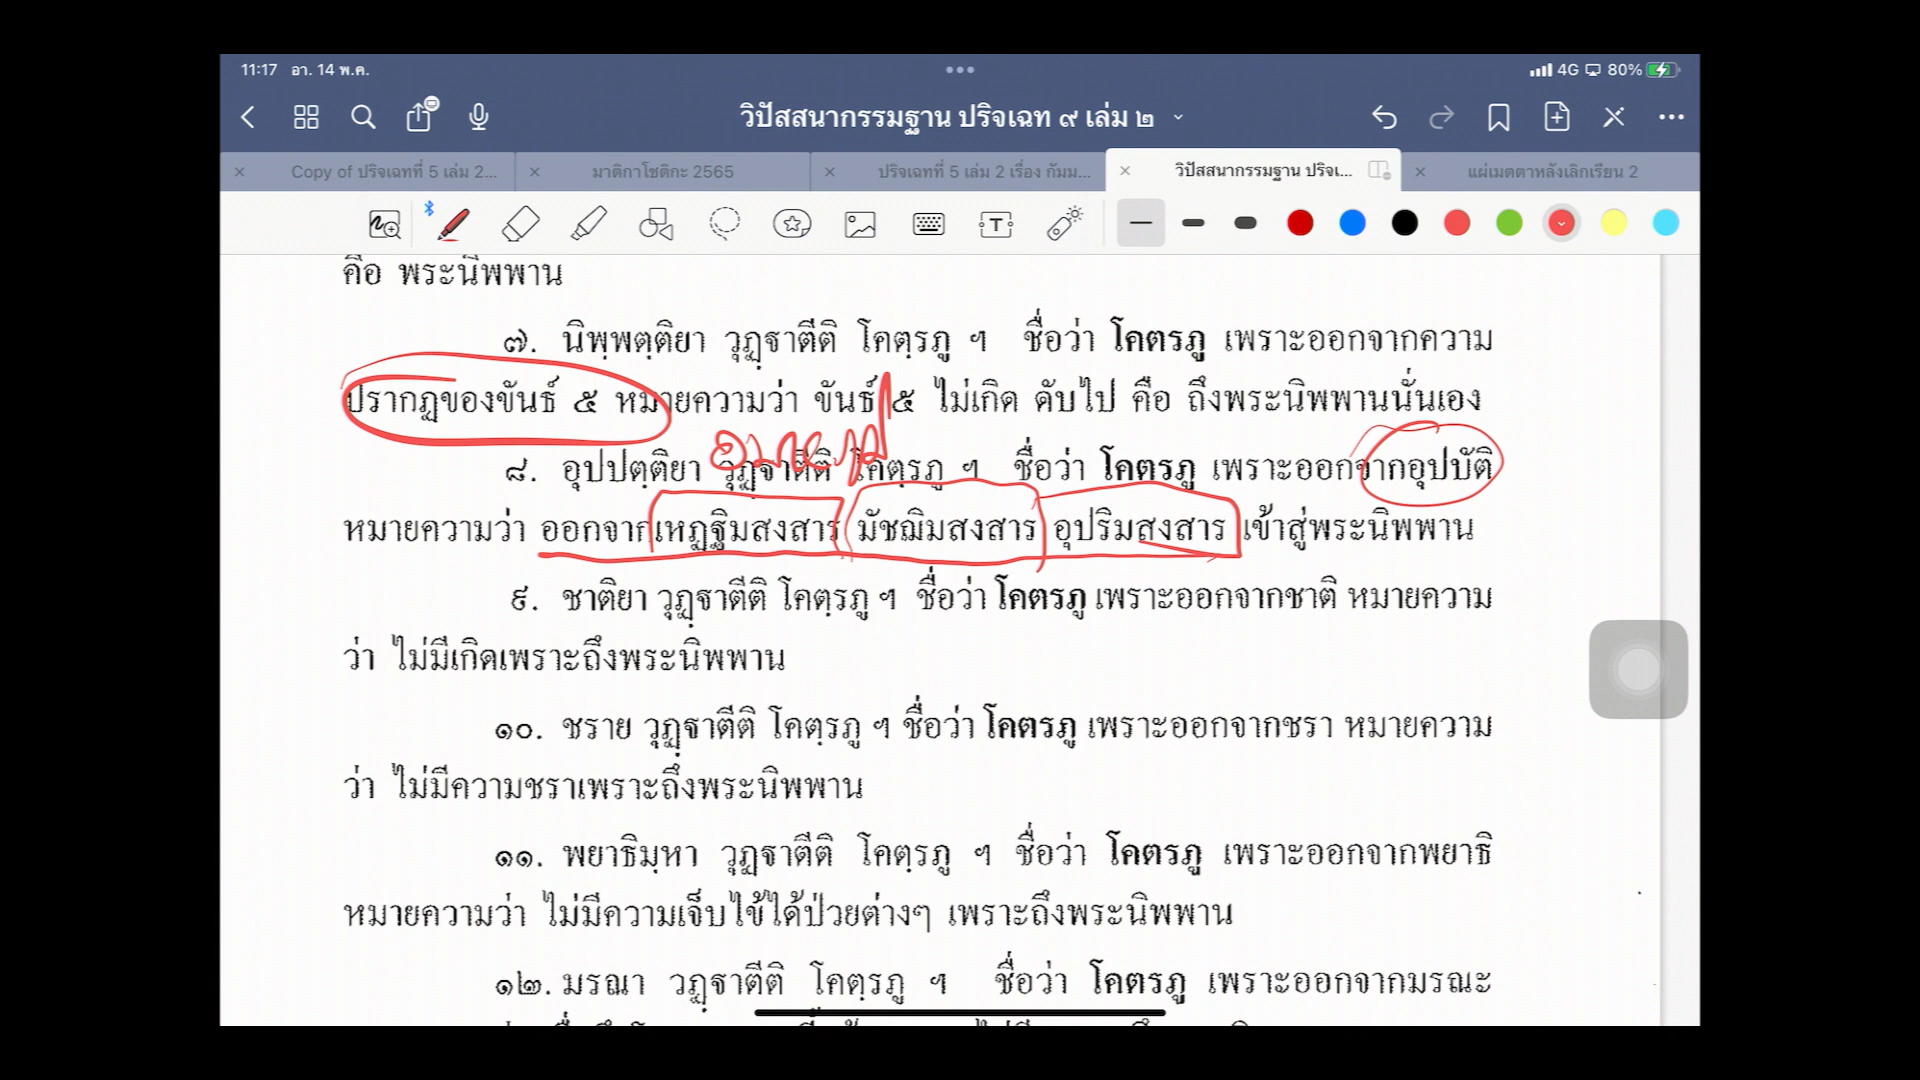 11:17 อา. 14 พ.ค.
4G 80%
วิปัสสนากรรมฐาน ปริจเฉท ๙ เล่ม ๒
Copy of ปริจเฉทที่ 5 เล่ม 2...
มาติกาโชติกะ 2565
ปริจเฉทที่ 5 เล่ม 2 เรื่อง กัมม...
วิปัสสนากรรมฐาน ปริจเ...
แผ่เมตตาหลังเลิกเรียน 2
คือ พระนิพพาน
๗. นิพฺพตฺติยา วุฏฺฐาตีติ โคตฺรภู ฯ ชื่อว่า โคตรภู เพราะออกจากความ
ปรากฏของขันธ์ ๕ หมายความว่า ขันธ์ ๕ ไม่เกิด ดับไป คือ ถึงพระนิพพานนั่นเอง
๘. อุปปตฺติยา วุฏฺฐาตีติ โคตฺรภู ฯ ชื่อว่า โคตรภู เพราะออกจากอุปบัติ
หมายความว่า ออกจากเหฏฐิมสงสาร มัชฌิมสงสาร อุปริมสงสาร เข้าสู่พระนิพพาน
๙. ชาติยา วุฏฺฐาตีติ โคตฺรภู ฯ ชื่อว่า โคตรภู เพราะออกจากชาติ หมายความ
ว่า ไม่มีเกิดเพราะถึงพระนิพพาน
๑๐. ชราย วุฏฺฐาตีติ โคตฺรภู ฯ ชื่อว่า โคตรภู เพราะออกจากชรา หมายความ
ว่า ไม่มีความชราเพราะถึงพระนิพพาน
๑๑. พยาธิมฺหา วุฏฺฐาตีติ โคตฺรภู ฯ ชื่อว่า โคตรภู เพราะออกจากพยาธิ
หมายความว่า ไม่มีความเจ็บไข้ได้ป่วยต่างๆ เพราะถึงพระนิพพาน
๑๒. มรณา วฏฺฐาตีติ โคตฺรภู ฯ ชื่อว่า โคตรภู เพราะออกจากมรณะ